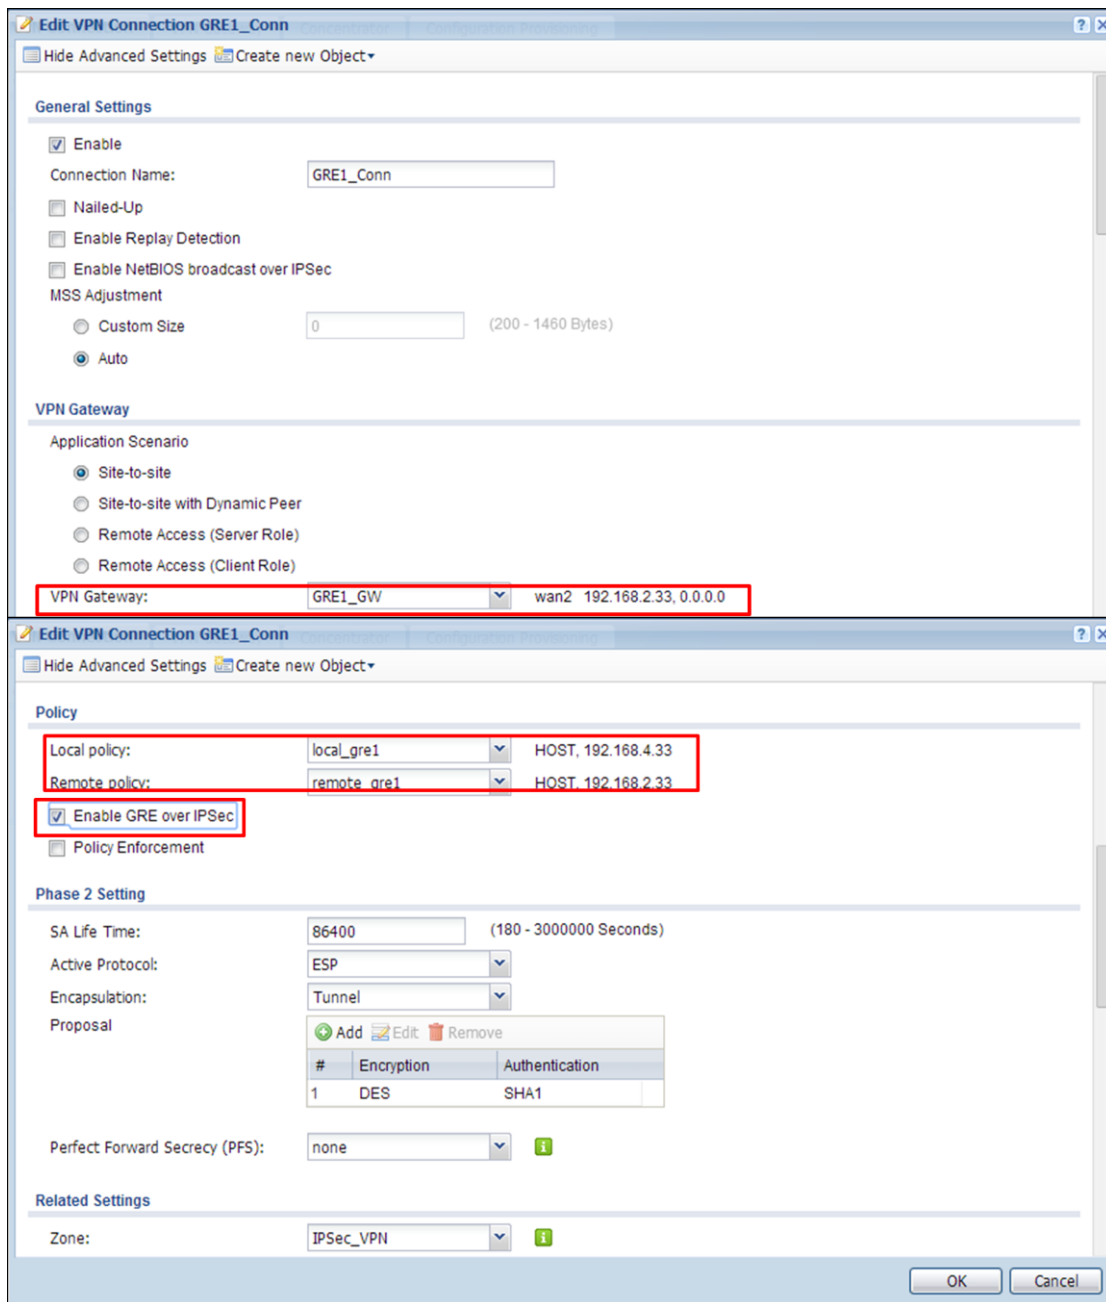 Edit VPN Connection GRE1_Conn Concentrator Configuration Provisioning
Hide Advanced Settings Create new Object
General Settings
Enable
Connection Name: GRE1_Conn
Nailed-Up
Enable Replay Detection
Enable NetBIOS broadcast over IPSec
MSS Adjustment
Custom Size 0 (200 - 1460 Bytes)
Auto
VPN Gateway
Application Scenario
Site-to-site
Site-to-site with Dynamic Peer
Remote Access (Server Role)
Remote Access (Client Role)
VPN Gateway: GRE1_GW wan2 192.168.2.33, 0.0.0.0
Edit VPN Connection GRE1_Conn Concentrator Configuration Provisioning
Hide Advanced Settings Create new Object
Policy
Local policy: local_gre1 HOST, 192.168.4.33
Remote policy: remote_gre1 HOST, 192.168.2.33
Enable GRE over IPSec
Policy Enforcement
Phase 2 Setting
SA Life Time: 86400 (180 - 3000000 Seconds)
Active Protocol: ESP
Encapsulation: Tunnel
Proposal
Add Edit Remove
# Encryption Authentication
1 DES SHA1
Perfect Forward Secrecy (PFS): none
Related Settings
Zone: IPSec_VPN
OK Cancel